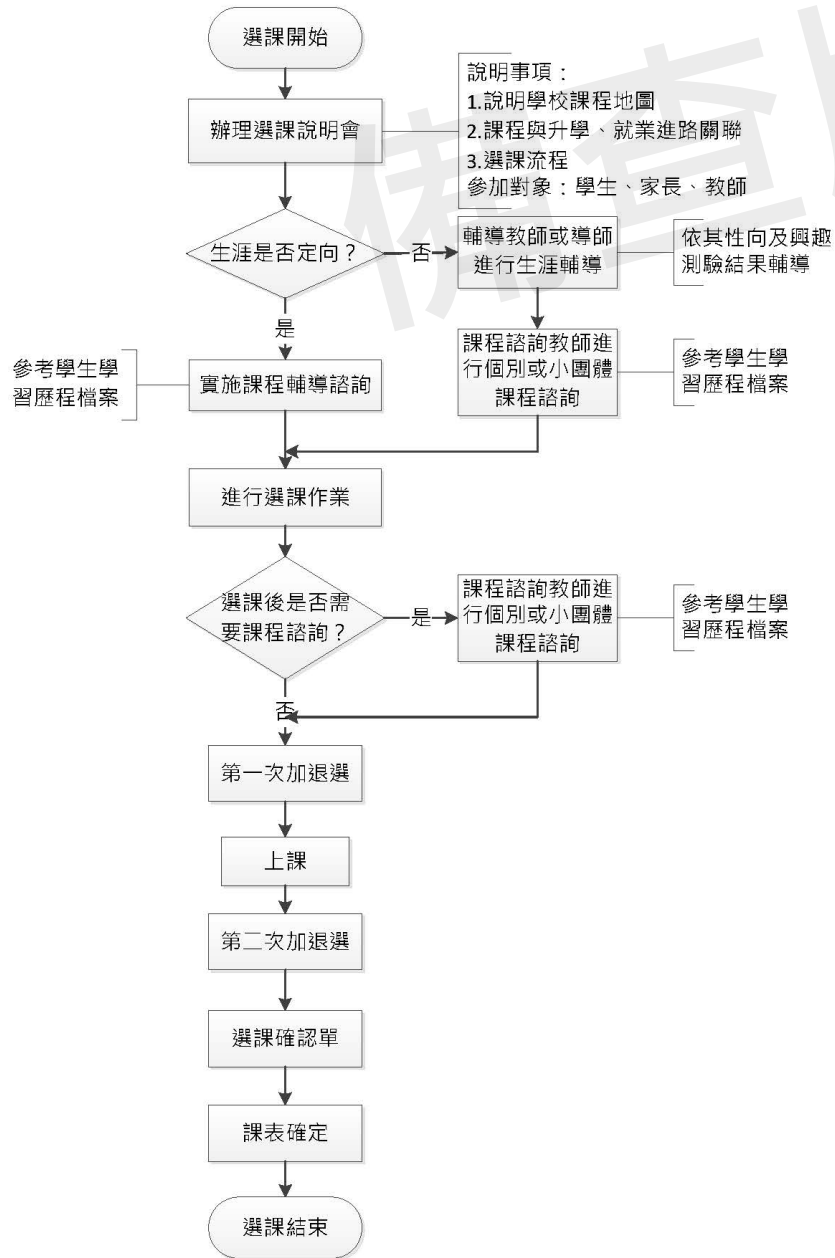 選課開始
辦理選課說明會
說明事項：
1.說明學校課程地圖
2.課程與升學、就業進路關聯
3.選課流程
參加對象：學生、家長、教師
生涯是否定向？
否
輔導教師或導師
進行生涯輔導
依其性向及興趣
測驗結果輔導
是
參考學生學
習歷程檔案
實施課程輔導諮詢
課程諮詢教師進
行個別或小團體
課程諮詢
參考學生學
習歷程檔案
進行選課作業
選課後是否需
要課程諮詢？
是
課程諮詢教師進
行個別或小團體
課程諮詢
參考學生學
習歷程檔案
否
第一次加退選
上課
第二次加退選
選課確認單
課表確定
選課結束
備查